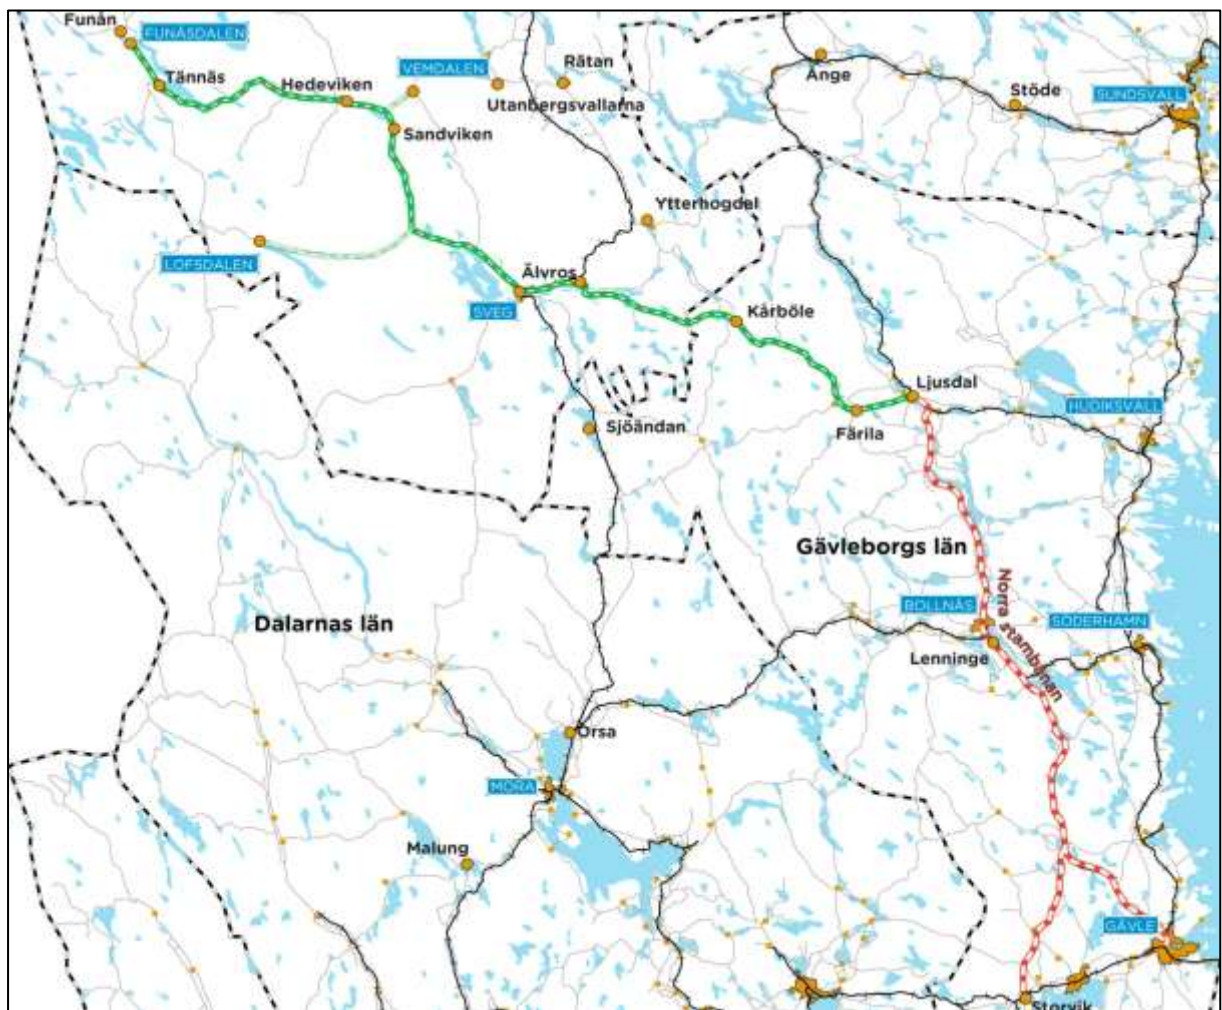 Funån
FUNÄSDALEN
Tännäs
Hedeviken
VEMDALEN
Rätan
Utanbergsvallarna
Ånge
Stöde
SUNDSVALL
Sandviken
Ytterhogdal
LOFSDALEN
Älvros
SVEG
Kårböle
Ljusdal
HUDIKSVALL
Färila
Sjöändan
Gävleborgs län
Norra stambanan
BOLLNÄS
SÖDERHAMN
Dalarnas län
Lenninge
Orsa
MORA
Malung
GÄVLE
Storvik